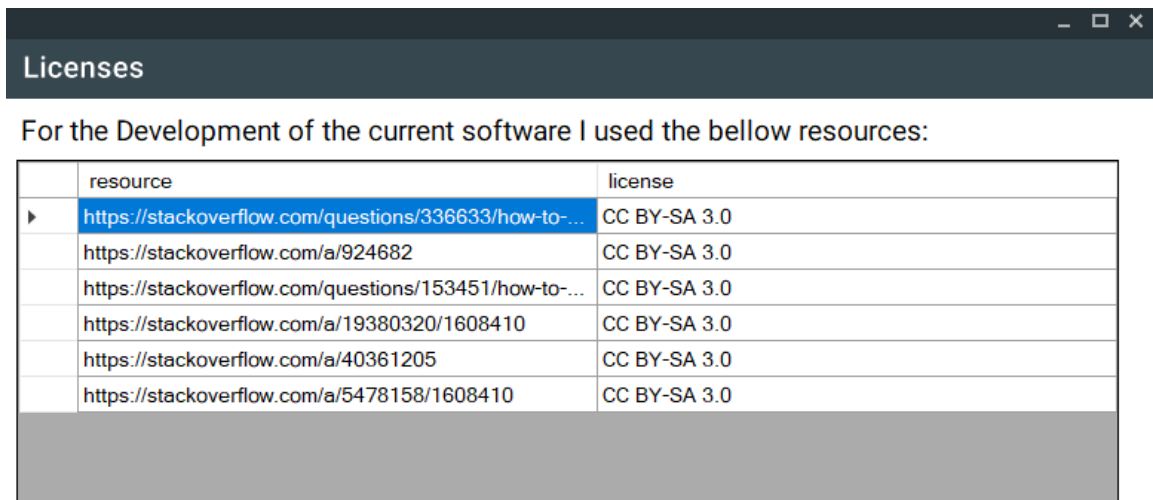 Licenses
For the Development of the current software I used the bellow resources:
resource license
https://stackoverflow.com/questions/336633/how-to-... CC BY-SA 3.0
https://stackoverflow.com/a/924682 CC BY-SA 3.0
https://stackoverflow.com/questions/153451/how-to-... CC BY-SA 3.0
https://stackoverflow.com/a/19380320/1608410 CC BY-SA 3.0
https://stackoverflow.com/a/40361205 CC BY-SA 3.0
https://stackoverflow.com/a/5478158/1608410 CC BY-SA 3.0